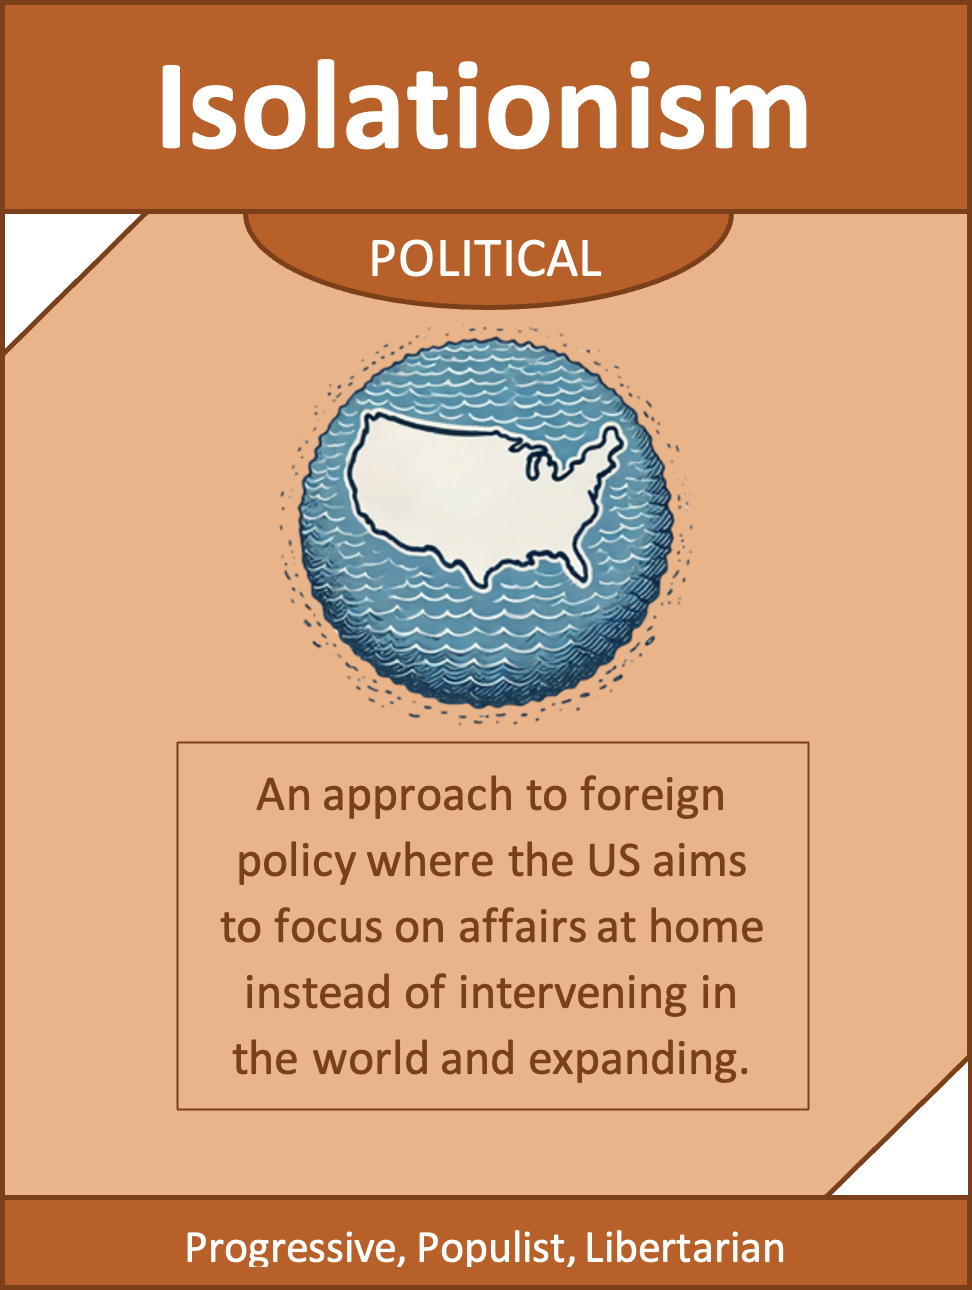 Isolationism
POLITICAL
An approach to foreign
policy where the US aims
to focus on affairs at home
instead of intervening in
the world and expanding.
Progressive, Populist, Libertarian